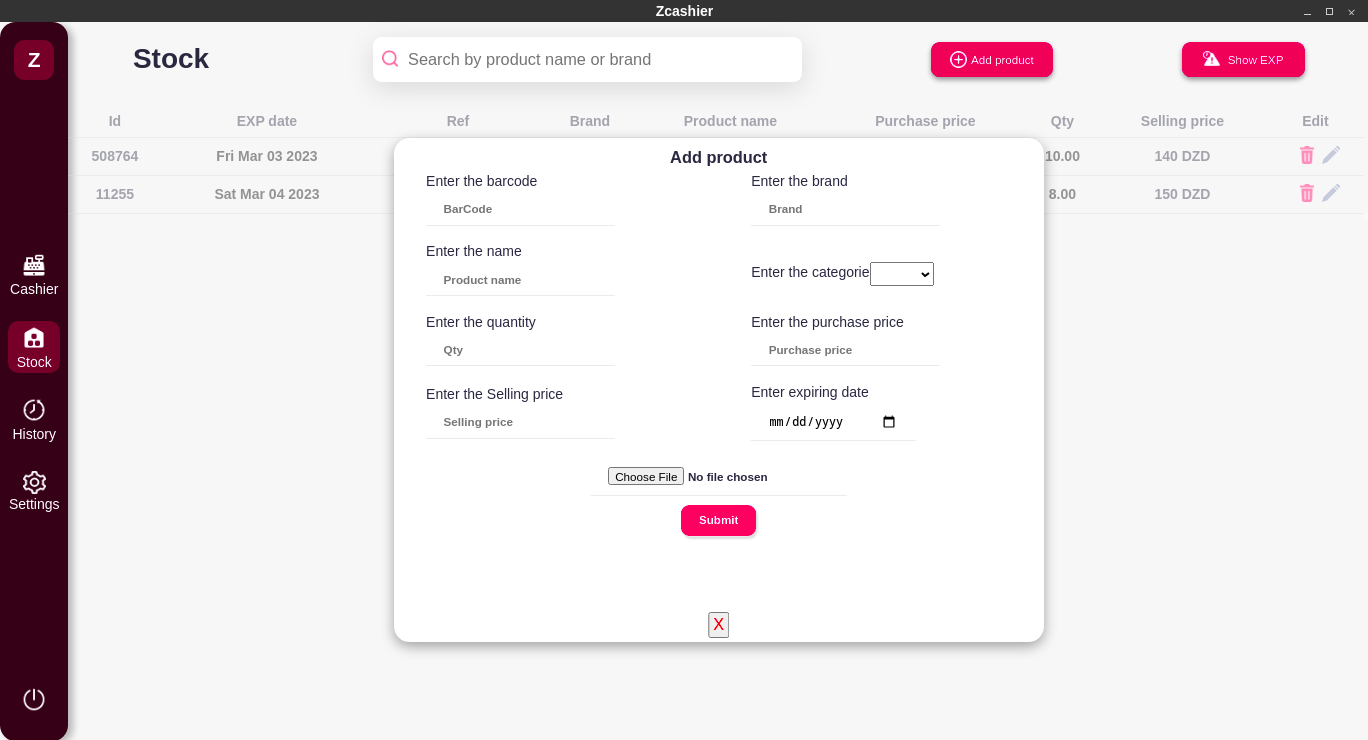 Zcashier
Z
Stock
Search by product name or brand
Add product
Show EXP
Id EXP date Ref Brand Product name Purchase price Qty Selling price Edit
508764 Fri Mar 03 2023 10.00 140 DZD
11255 Sat Mar 04 2023 8.00 150 DZD
Cashier
Stock
History
Settings
Add product
Enter the barcode
BarCode
Enter the brand
Brand
Enter the name
Product name
Enter the categorie
Enter the quantity
Qty
Enter the purchase price
Purchase price
Enter the Selling price
Selling price
Enter expiring date
mm/dd/yyyy
Choose File No file chosen
Submit
X